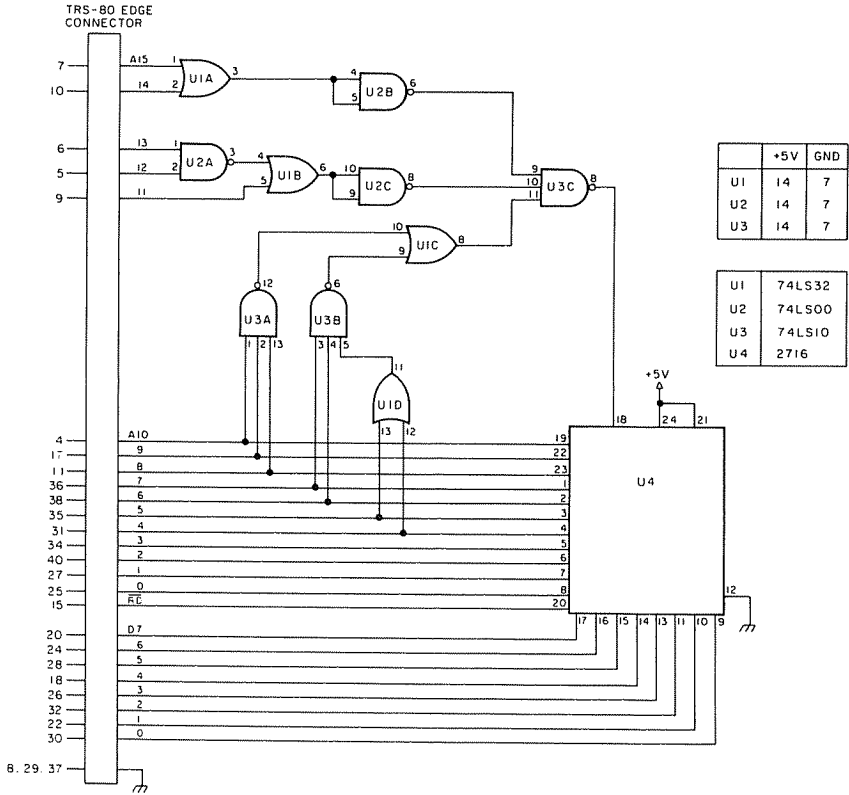 TRS-80 EDGE
CONNECTOR
7 A15 1 U1A 3
10 14 2
4 5 U2B 6
6 13 1 U2A 3
5 12 2
9 11
4 5 U1B 6
10 9 U2C 8
9 10 11 U3C 8
10 9 U1C 8
12 U3A 1 2 13
6 U3B 3 4 5
11 U1D 13 12
+5V GND
U1 14 7
U2 14 7
U3 14 7
U1 74LS32
U2 74LS00
U3 74LS10
U4 2716
+5V
18 24 21
U4
4 A10 19
17 9 22
11 8 23
36 7 1
38 6 2
35 5 3
31 4 4
34 3 5
40 2 6
27 1 7
25 0 8
15 RD 20
12
17 16 15 14 13 11 10 9
20 D7
24 6
28 5
18 4
26 3
32 2
22 1
30 0
8.29.37